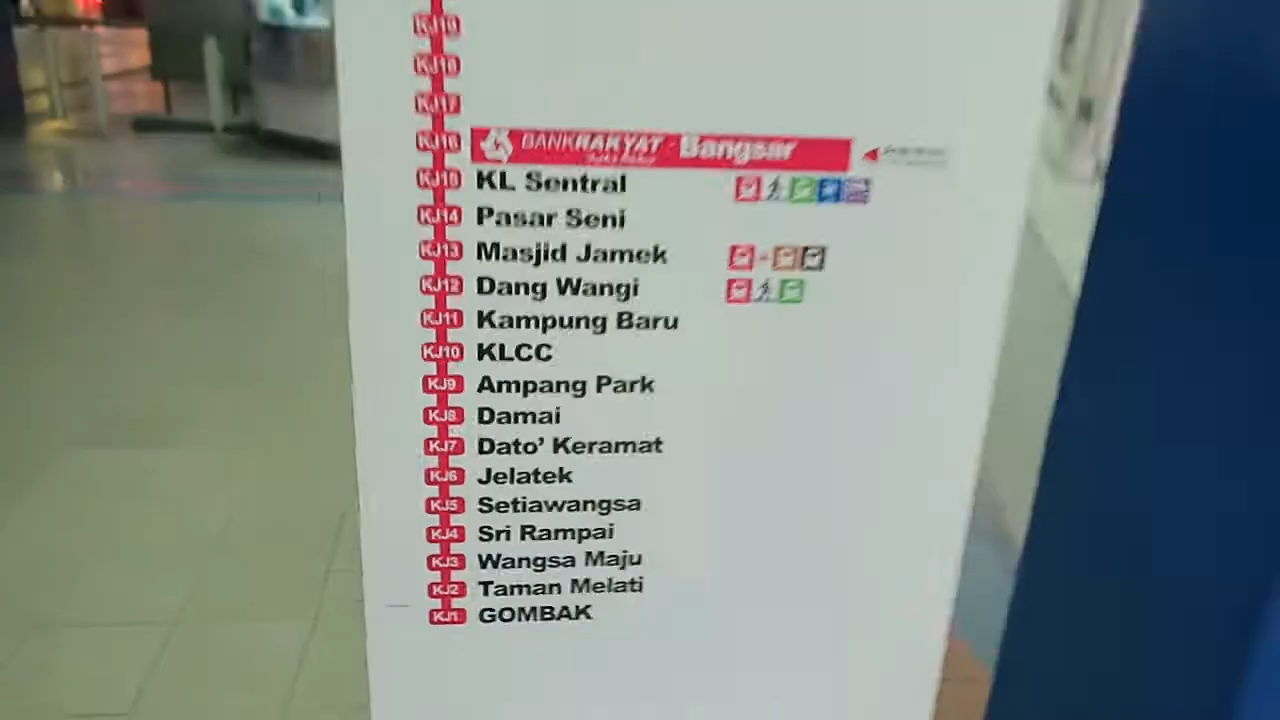 KJ19
KJ18
KJ17
KJ16 BANKRAKYAT Bangsar
KJ15 KL Sentral
KJ14 Pasar Seni
KJ13 Masjid Jamek
KJ12 Dang Wangi
KJ11 Kampung Baru
KJ10 KLCC
KJ9 Ampang Park
KJ8 Damai
KJ7 Dato’ Keramat
KJ6 Jelatek
KJ5 Setiawangsa
KJ4 Sri Rampai
KJ3 Wangsa Maju
KJ2 Taman Melati
KJ1 GOMBAK